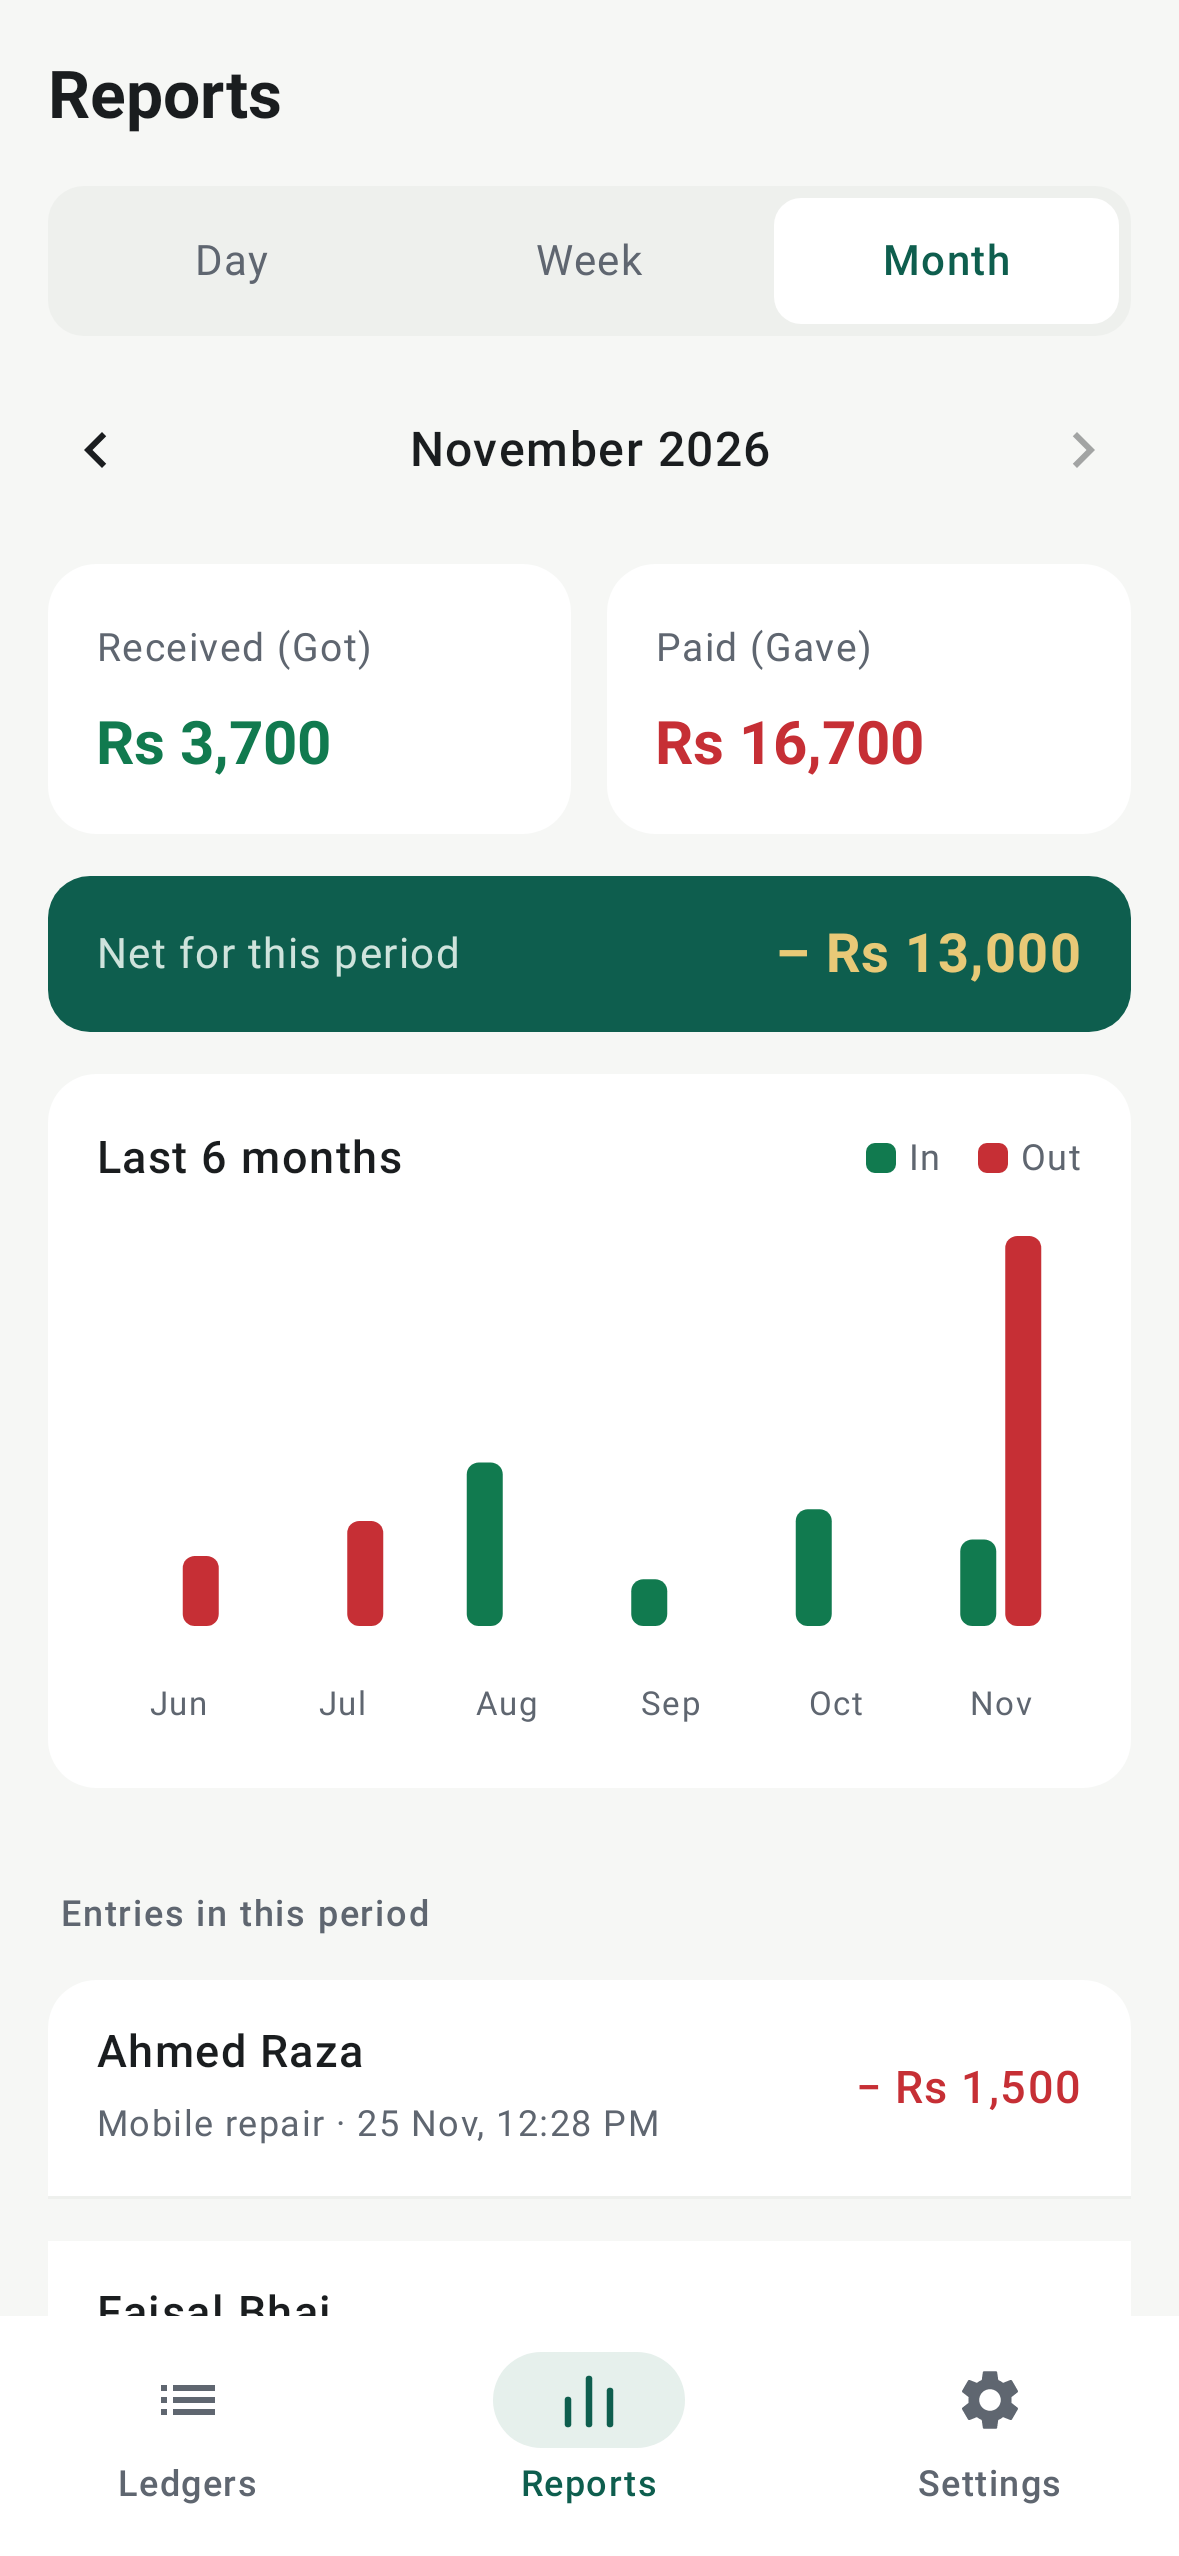 Reports
Day Week Month
November 2026
Received (Got) Paid (Gave)
Rs 3,700 Rs 16,700
Net for this period – Rs 13,000
Last 6 months In Out
Jun Jul Aug Sep Oct Nov
Entries in this period
Ahmed Raza
– Rs 1,500
Mobile repair · 25 Nov, 12:28 PM
Faisal Bhai
Ledgers Reports Settings